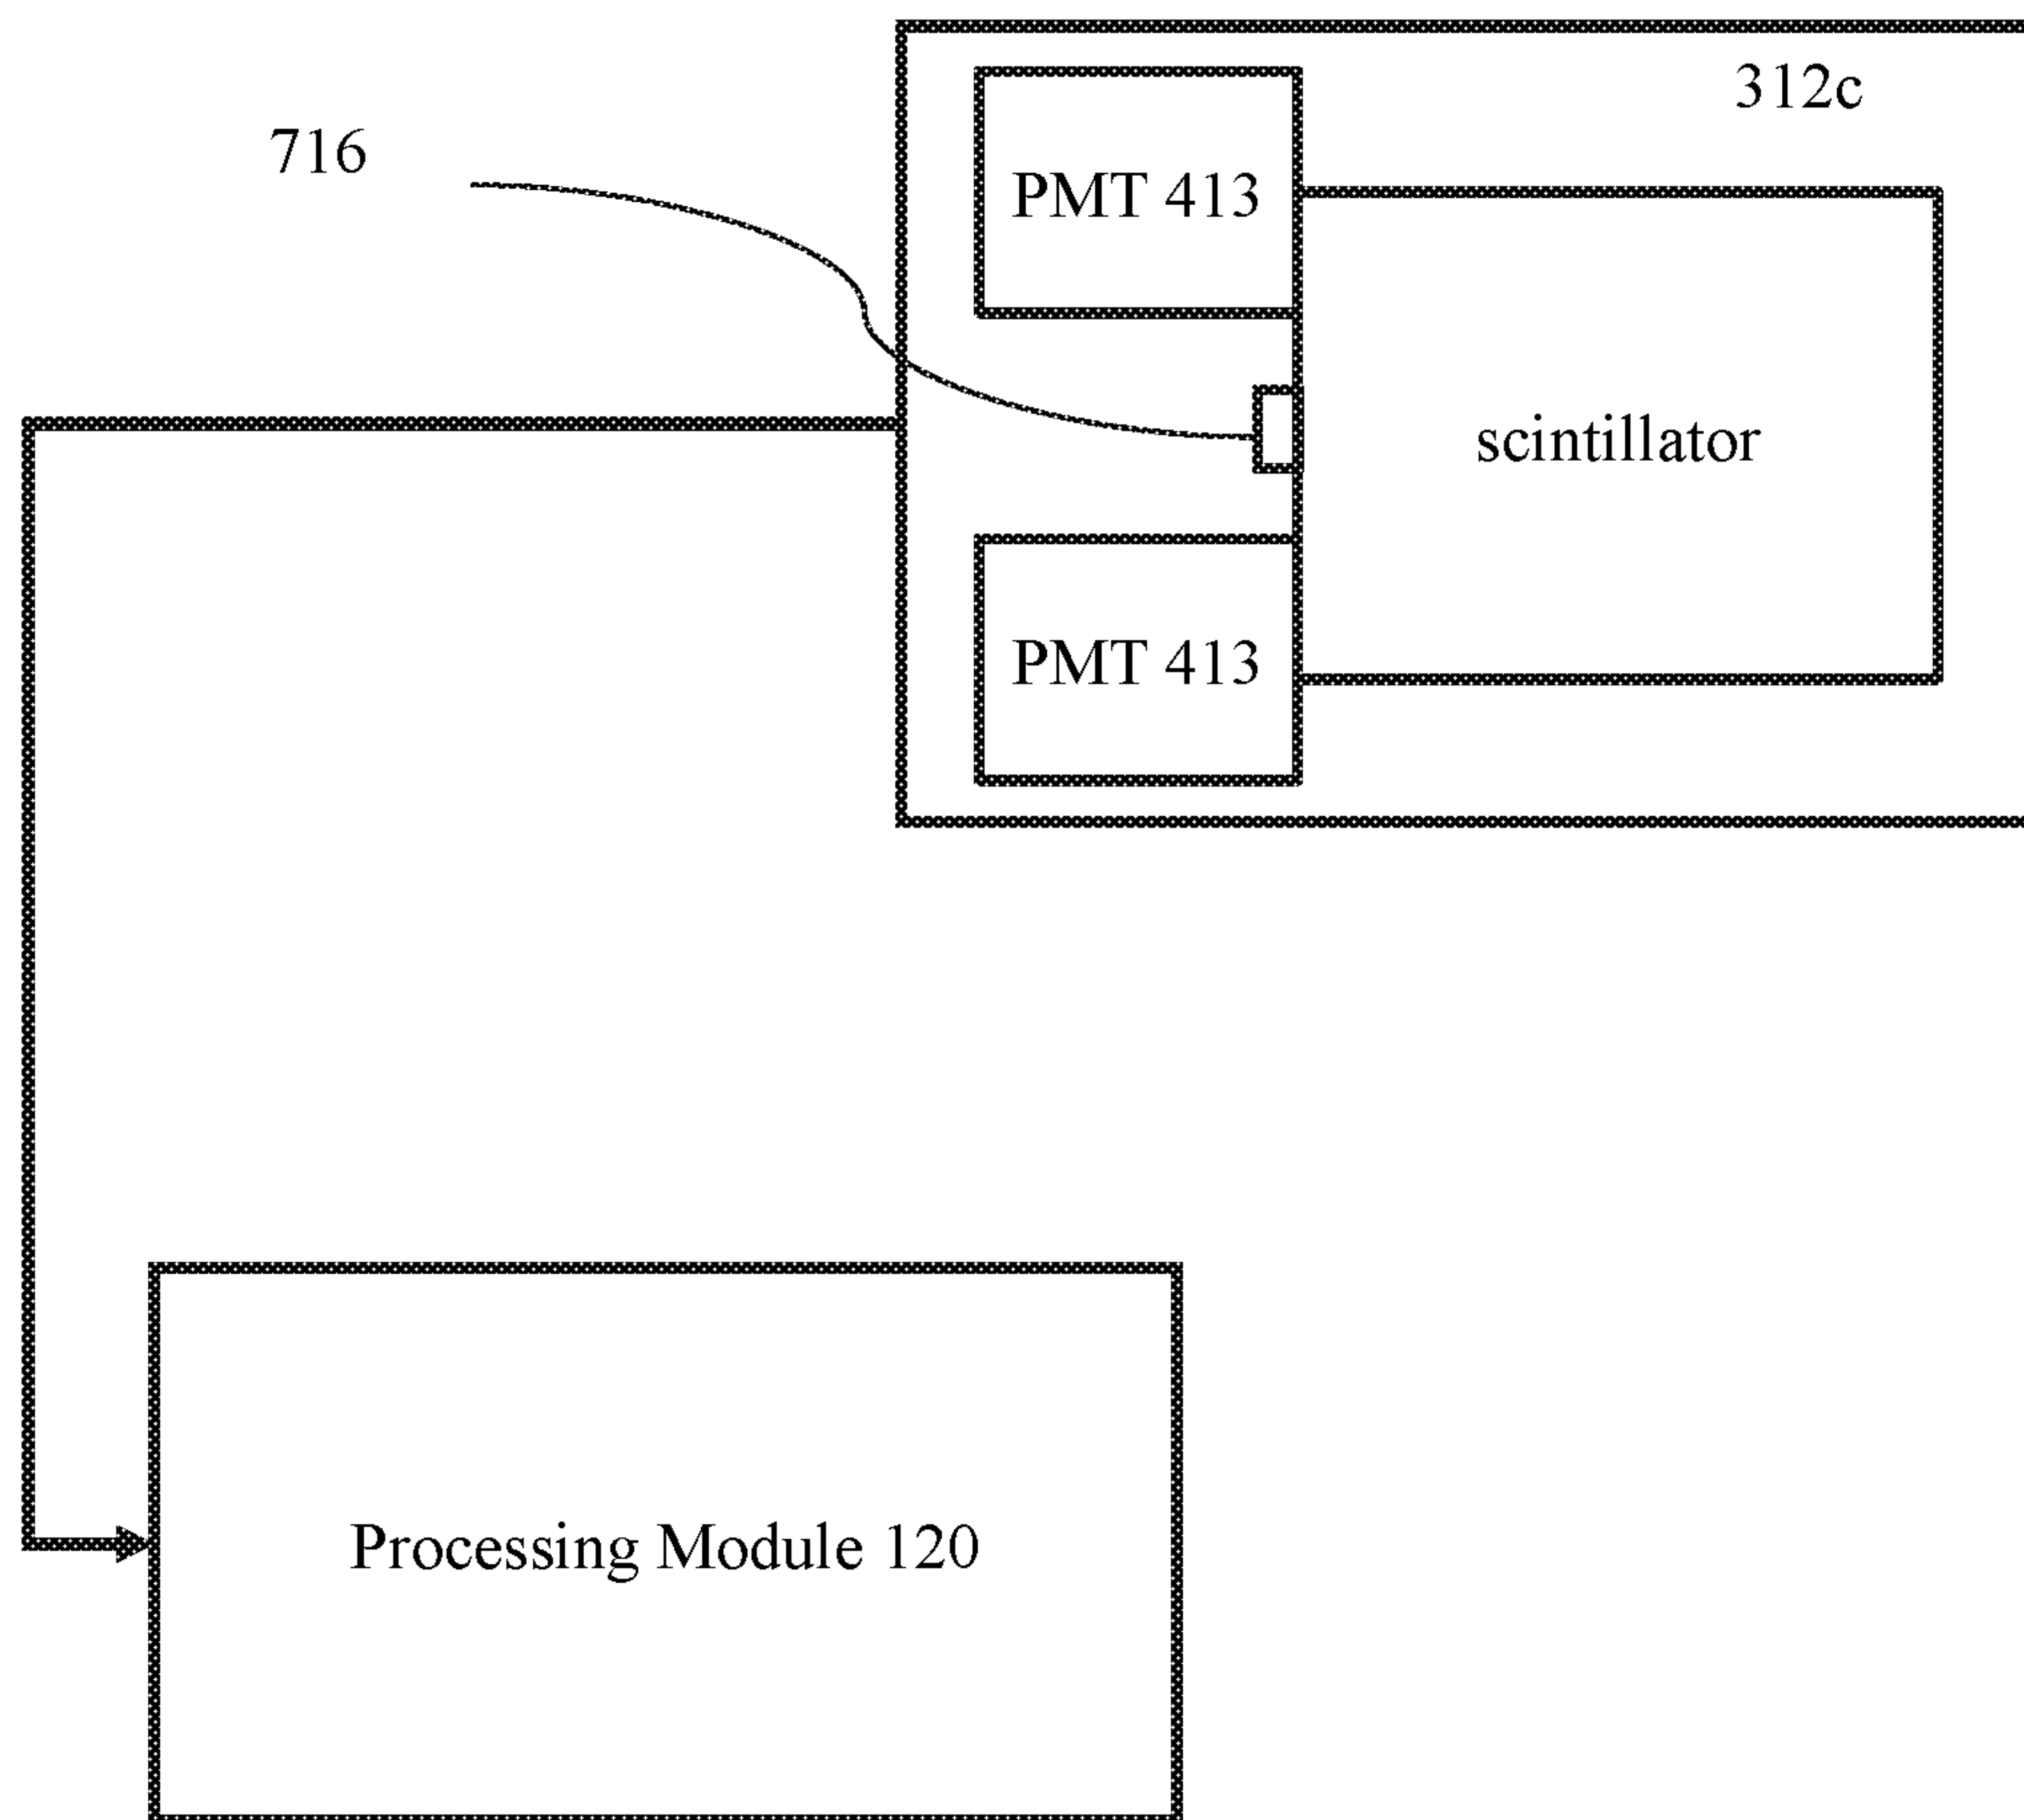 312c
716
PMT 413
scintillator
PMT 413
Processing Module 120